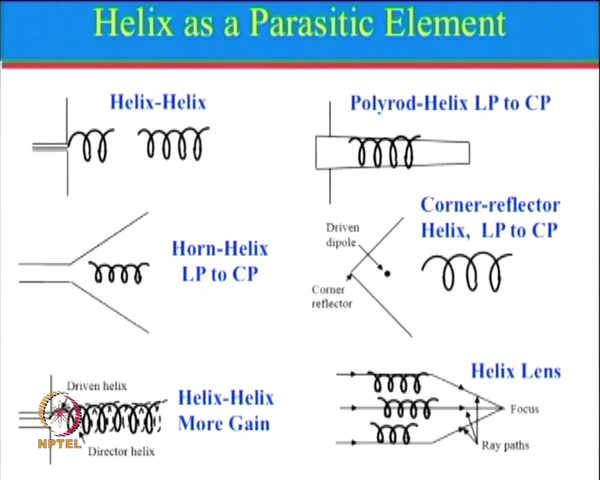 Helix as a Parasitic Element
Helix-Helix
Polyrod-Helix LP to CP
Horn-Helix
LP to CP
Driven
dipole
Corner
reflector
Corner-reflector
Helix, LP to CP
Driven helix
Director helix
Helix-Helix
More Gain
Helix Lens
Focus
Ray paths
NPTEL